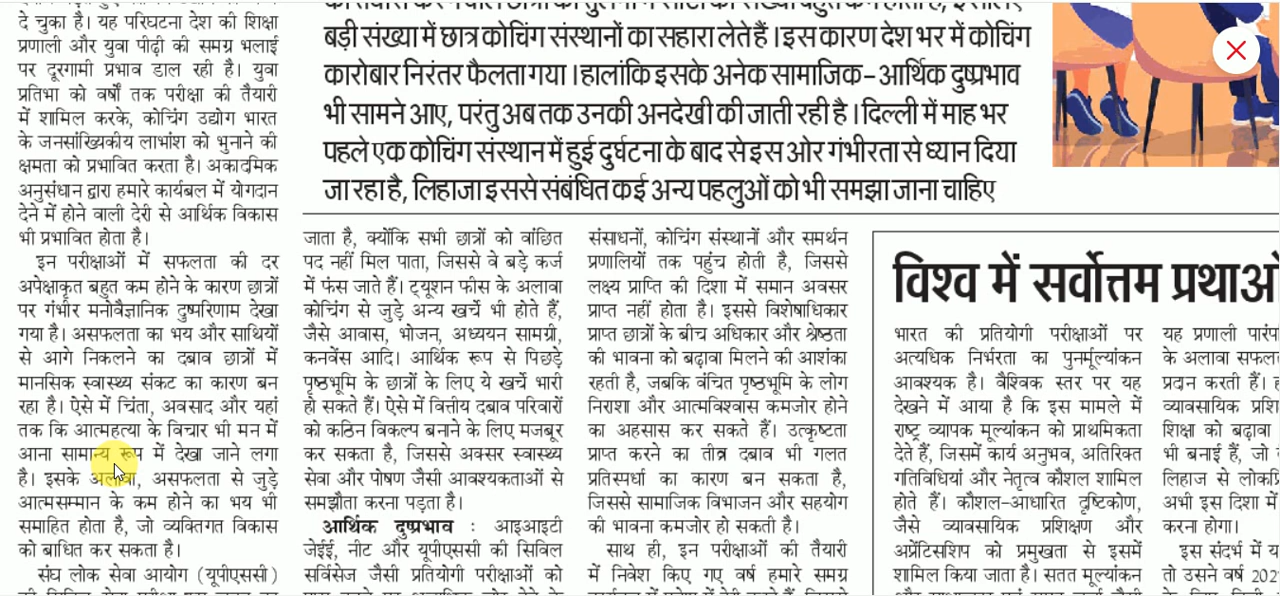 दे चुका है। यह परिघटना देश की शिक्षा
प्रणाली और युवा पीढ़ी की समग्र भलाई
पर दूरगामी प्रभाव डाल रही है। युवा
प्रतिभा को वर्षों तक परीक्षा की तैयारी
में शामिल करके, कोचिंग उद्योग भारत
के जनसांख्यिकीय लाभांश को भुनाने की
क्षमता को प्रभावित करता है। अकादमिक
अनुसंधान द्वारा हमारे कार्यबल में योगदान
देने में होने वाली देरी से आर्थिक विकास
भी प्रभावित होता है।
इन परीक्षाओं में सफलता की दर
अपेक्षाकृत बहुत कम होने के कारण छात्रों
पर गंभीर मनोवैज्ञानिक दुष्परिणाम देखा
गया है। असफलता का भय और साथियों
से आगे निकलने का दबाव छात्रों में
मानसिक स्वास्थ्य संकट का कारण बन
रहा है। ऐसे में चिंता, अवसाद और यहां
तक कि आत्महत्या के विचार भी मन में
आना सामान्य रूप में देखा जाने लगा
है। इसके अलावा, असफलता से जुड़े
आत्मसम्मान के कम होने का भय भी
समाहित होता है, जो व्यक्तिगत विकास
को बाधित कर सकता है।
संघ लोक सेवा आयोग (यूपीएससी)
बड़ी संख्या में छात्र कोचिंग संस्थानों का सहारा लेते हैं। इस कारण देश भर में कोचिंग
कारोबार निरंतर फैलता गया। हालांकि इसके अनेक सामाजिक-आर्थिक दुष्प्रभाव
भी सामने आए, परंतु अब तक उनकी अनदेखी की जाती रही है। दिल्ली में माह भर
पहले एक कोचिंग संस्थान में हुई दुर्घटना के बाद से इस ओर गंभीरता से ध्यान दिया
जा रहा है, लिहाजा इससे संबंधित कई अन्य पहलुओं को भी समझा जाना चाहिए
जाता है, क्योंकि सभी छात्रों को वांछित
पद नहीं मिल पाता, जिससे वे बड़े कर्ज
में फंस जाते हैं। ट्यूशन फीस के अलावा
कोचिंग से जुड़े अन्य खर्चे भी होते हैं,
जैसे आवास, भोजन, अध्ययन सामग्री,
कनवेंस आदि। आर्थिक रूप से पिछड़े
पृष्ठभूमि के छात्रों के लिए ये खर्चे भारी
हो सकते हैं। ऐसे में वित्तीय दबाव परिवारों
को कठिन विकल्प बनाने के लिए मजबूर
कर सकता है, जिससे अक्सर स्वास्थ्य
सेवा और पोषण जैसी आवश्यकताओं से
समझौता करना पड़ता है।
आर्थिक दुष्प्रभाव : आइआइटी
जेईई, नीट और यूपीएससी की सिविल
सर्विसेज जैसी प्रतियोगी परीक्षाओं को
संसाधनों, कोचिंग संस्थानों और समर्थन
प्रणालियों तक पहुंच होती है, जिससे
लक्ष्य प्राप्ति की दिशा में समान अवसर
प्राप्त नहीं होता है। इससे विशेषाधिकार
प्राप्त छात्रों के बीच अधिकार और श्रेष्ठता
की भावना को बढ़ावा मिलने की आशंका
रहती है, जबकि वंचित पृष्ठभूमि के लोग
निराशा और आत्मविश्वास कमजोर होने
का अहसास कर सकते हैं। उत्कृष्टता
प्राप्त करने का तीव्र दबाव भी गलत
प्रतिस्पर्धा का कारण बन सकता है,
जिससे सामाजिक विभाजन और सहयोग
की भावना कमजोर हो सकती है।
साथ ही, इन परीक्षाओं की तैयारी
में निवेश किए गए वर्ष हमारे समग्र
विश्व में सर्वोत्तम प्रथाओं
भारत की प्रतियोगी परीक्षाओं पर
अत्यधिक निर्भरता का पुनर्मूल्यांकन
आवश्यक है। वैश्विक स्तर पर यह
देखने में आया है कि इस मामले में
राष्ट्र व्यापक मूल्यांकन को प्राथमिकता
देते हैं, जिसमें कार्य अनुभव, अतिरिक्त
गतिविधियां और नेतृत्व कौशल शामिल
होते हैं। कौशल-आधारित दृष्टिकोण,
जैसे व्यावसायिक प्रशिक्षण और
अप्रेंटिसशिप को प्रमुखता से इसमें
शामिल किया जाता है। सतत मूल्यांकन
यह प्रणाली
के अलावा
प्रदान करती हैं।
व्यावसायिक
शिक्षा को बढ़ावा
भी बनाई हैं, जो
लिहाज से
अभी इस दिशा में
करना होगा।
इस संदर्भ में
तो उसने वर्ष